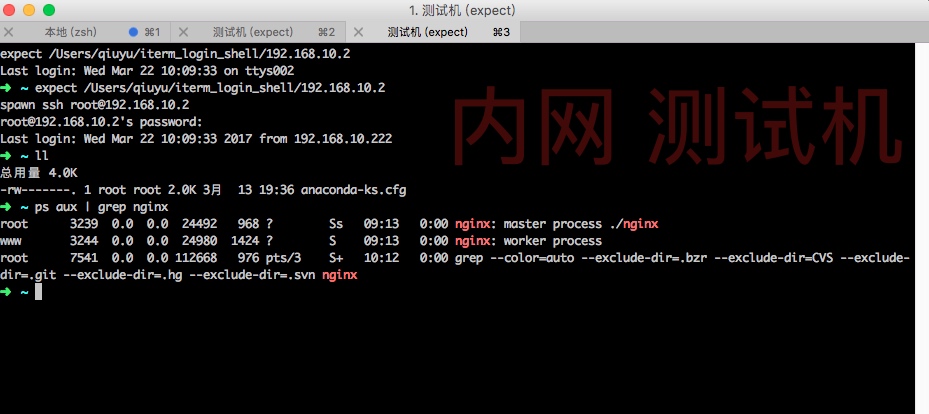 1. 测试机 (expect)
本地 (zsh) ⌘1 测试机 (expect) ⌘2 测试机 (expect) ⌘3
expect /Users/qiuyu/iterm_login_shell/192.168.10.2
Last login: Wed Mar 22 10:09:33 on ttys002
➜ ~ expect /Users/qiuyu/iterm_login_shell/192.168.10.2
spawn ssh root@192.168.10.2
root@192.168.10.2's password:
Last login: Wed Mar 22 10:09:33 2017 from 192.168.10.222
内网 测试机
➜ ~ ll
总用量 4.0K
-rw-------. 1 root root 2.0K 3月 13 19:36 anaconda-ks.cfg
➜ ~ ps aux | grep nginx
root 3239 0.0 0.0 24492 968 ? Ss 09:13 0:00 nginx: master process ./nginx
www 3244 0.0 0.0 24980 1424 ? S 09:13 0:00 nginx: worker process
root 7541 0.0 0.0 112668 976 pts/3 S+ 10:12 0:00 grep --color=auto --exclude-dir=.bzr --exclude-dir=CVS --exclude-
dir=.git --exclude-dir=.hg --exclude-dir=.svn nginx
➜ ~